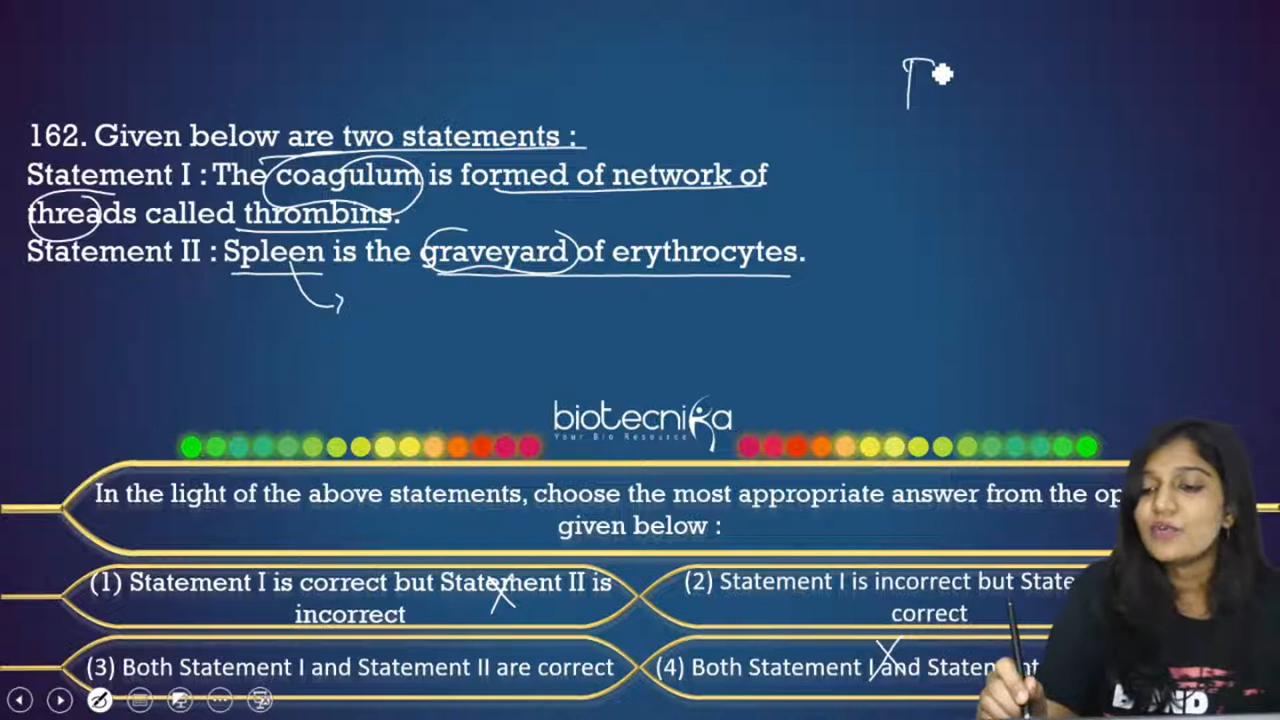 162. Given below are two statements :
Statement I : The coagulum is formed of network of
threads called thrombins.
Statement II : Spleen is the graveyard of erythrocytes.
biotecnika
Your Bio Resource
In the light of the above statements, choose the most appropriate answer from the op
given below :
(1) Statement I is correct but Statement II is
incorrect
(2) Statement I is incorrect but State
correct
(3) Both Statement I and Statement II are correct
(4) Both Statement I and Statement